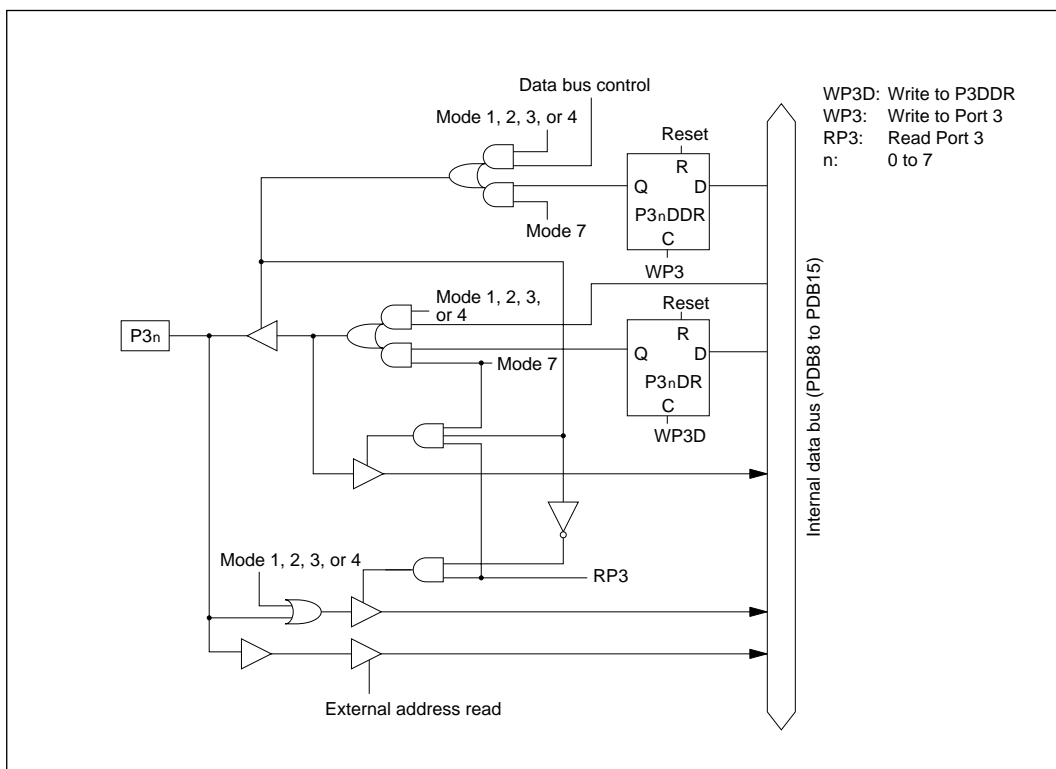 Data bus control
Mode 1, 2, 3, or 4
WP3D: Write to P3DDR
WP3: Write to Port 3
RP3: Read Port 3
n: 0 to 7
Reset
R
Q
D
P3nDDR
C
Mode 7
WP3
Mode 1, 2, 3,
or 4
Reset
R
P3n
Q
D
Mode 7
P3nDR
C
WP3D
Internal data bus (PDB8 to PDB15)
Mode 1, 2, 3, or 4
RP3
External address read